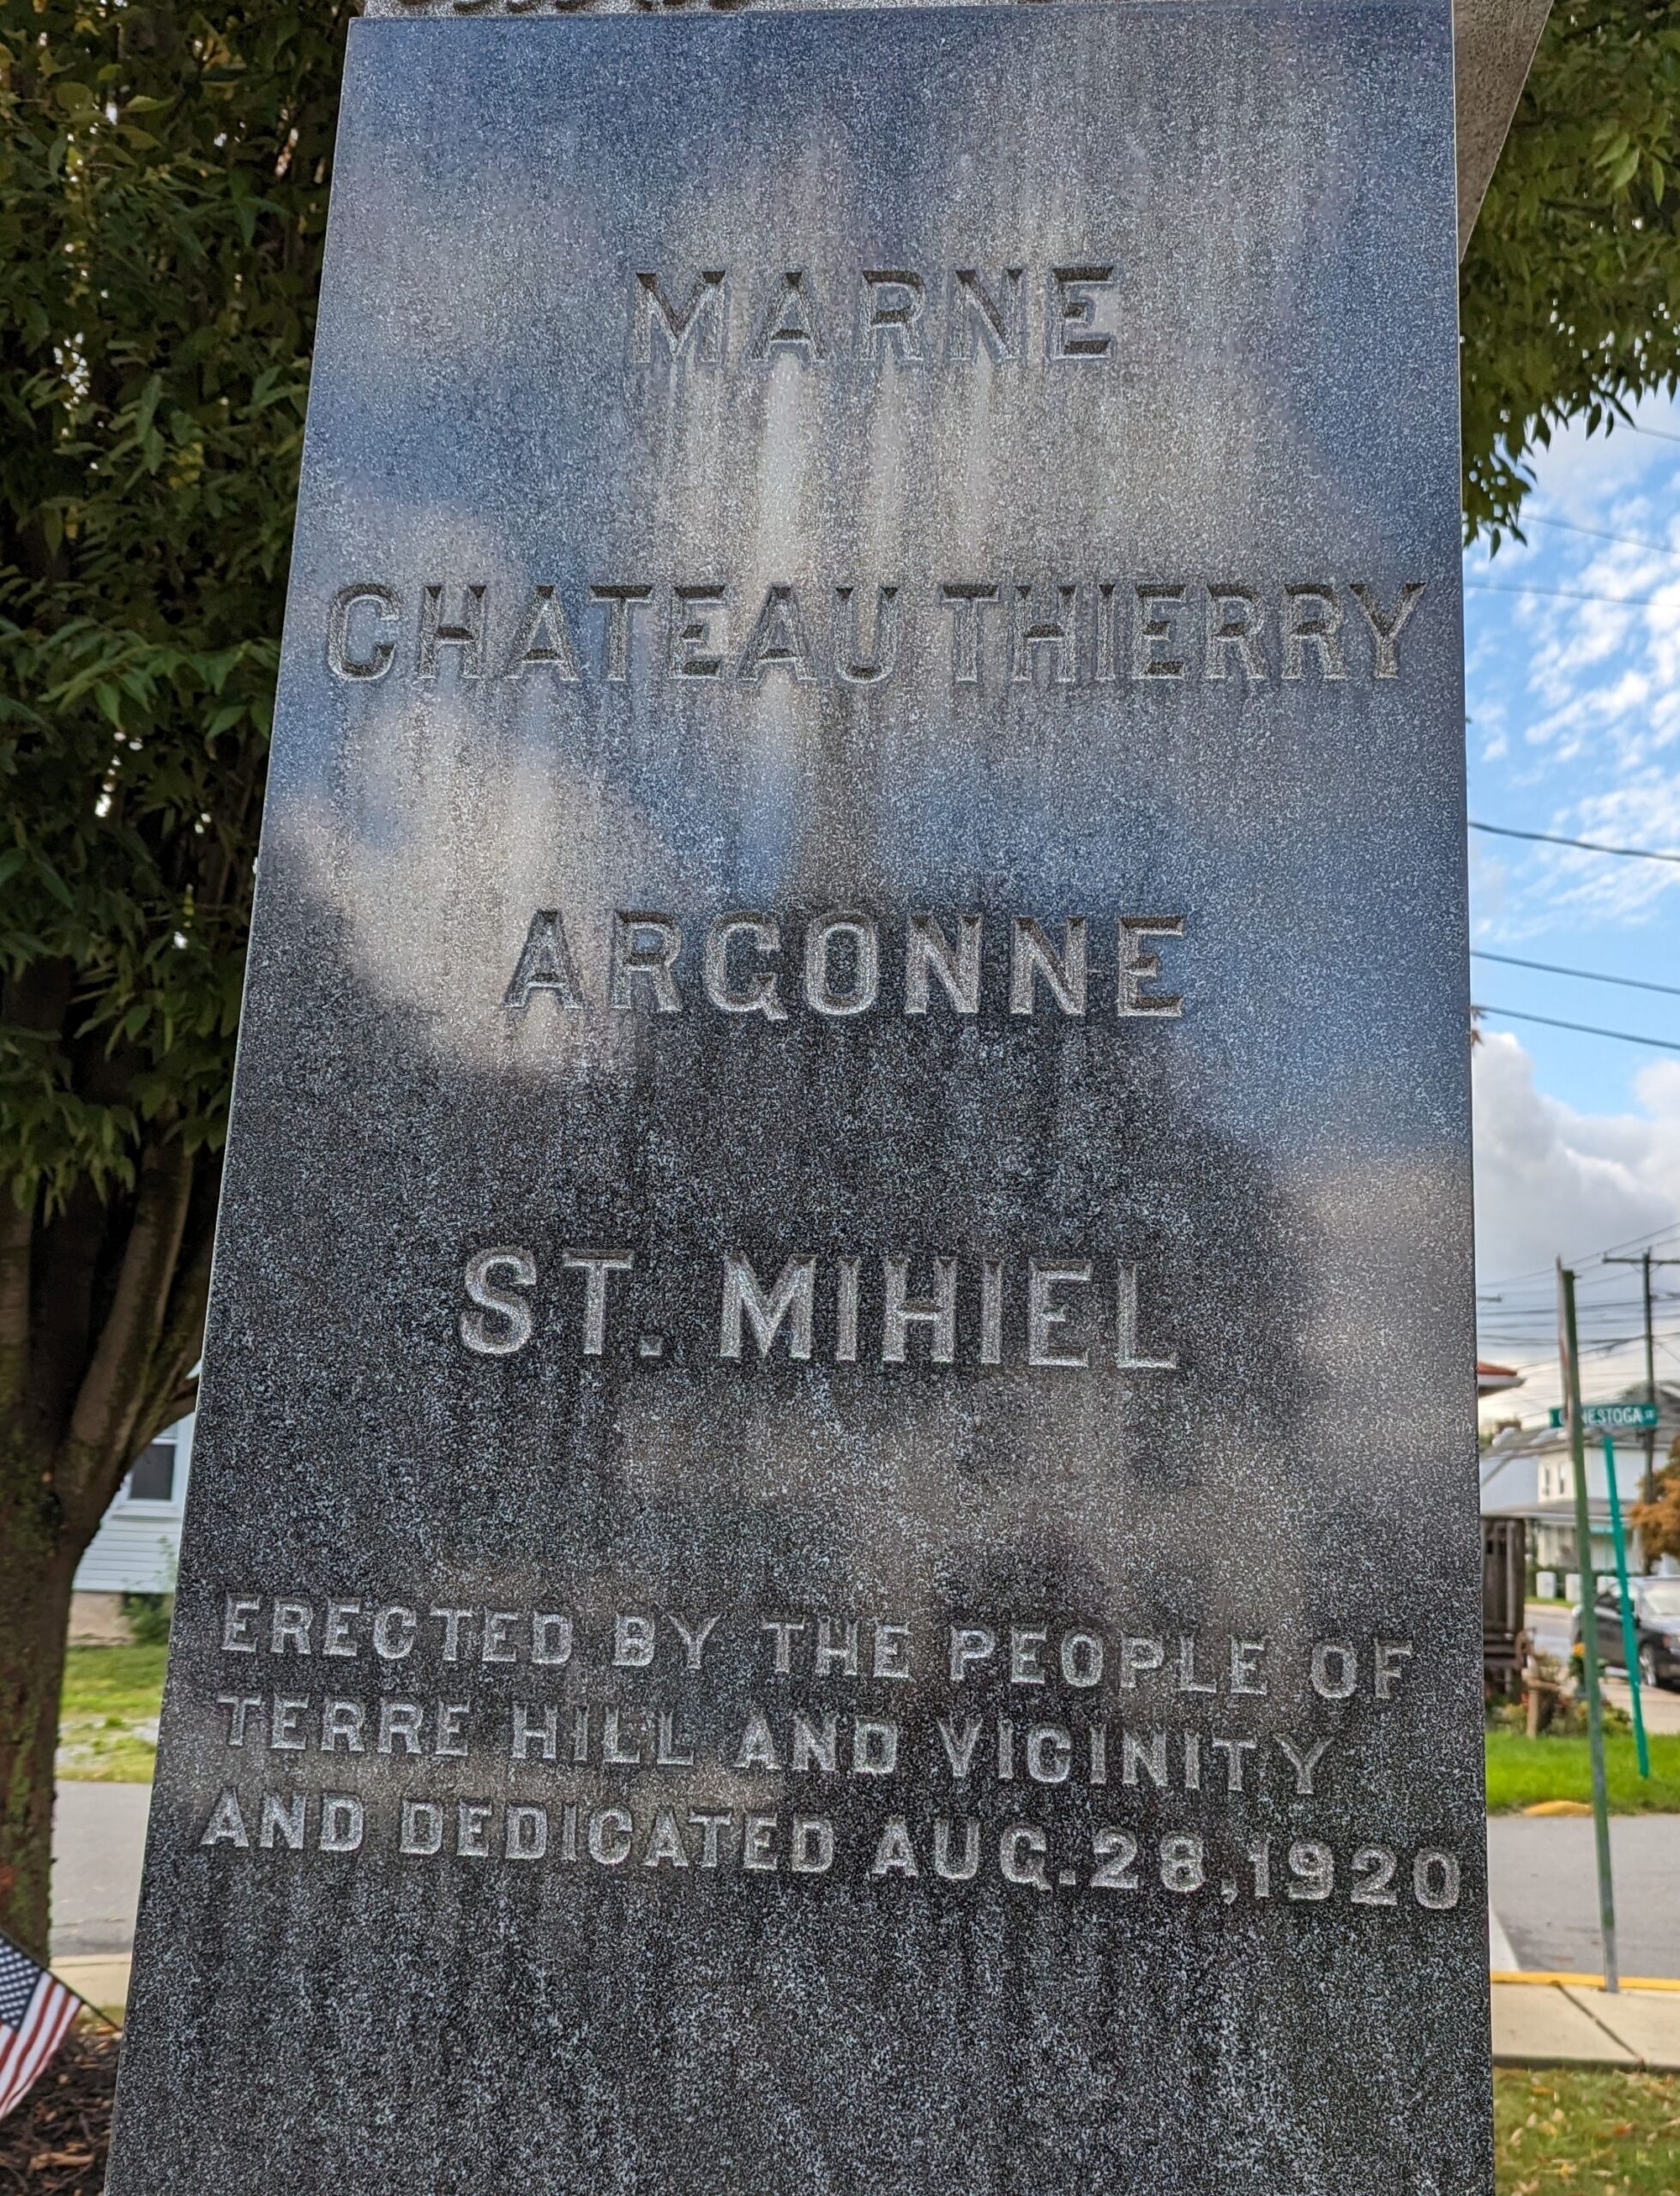 MARNE
CHATEAU THIERRY
ARGONNE
ST. MIHIEL
ERECTED BY THE PEOPLE OF
TERRE HILL AND VICINITY
AND DEDICATED AUG. 28, 1920